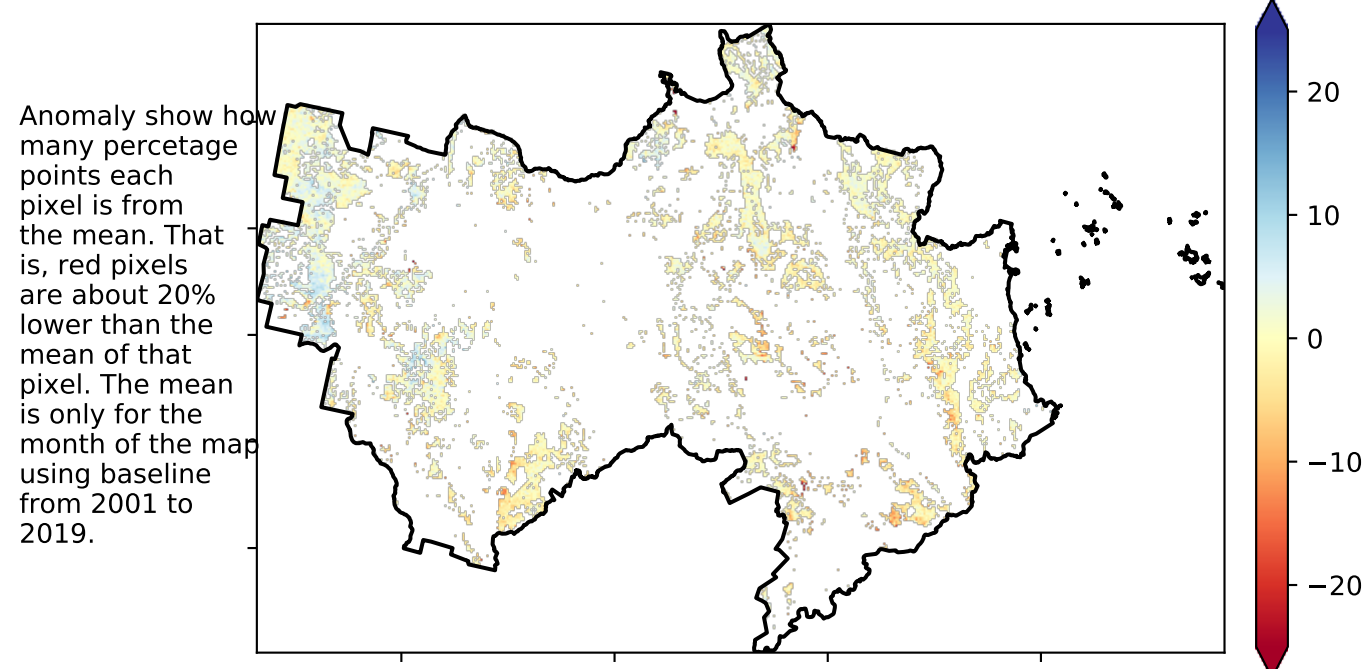 Anomaly show how
many percetage
points each
pixel is from
the mean. That
is, red pixels
are about 20%
lower than the
mean of that
pixel. The mean
is only for the
month of the map
using baseline
from 2001 to
2019.
20
10
0
−10
−20